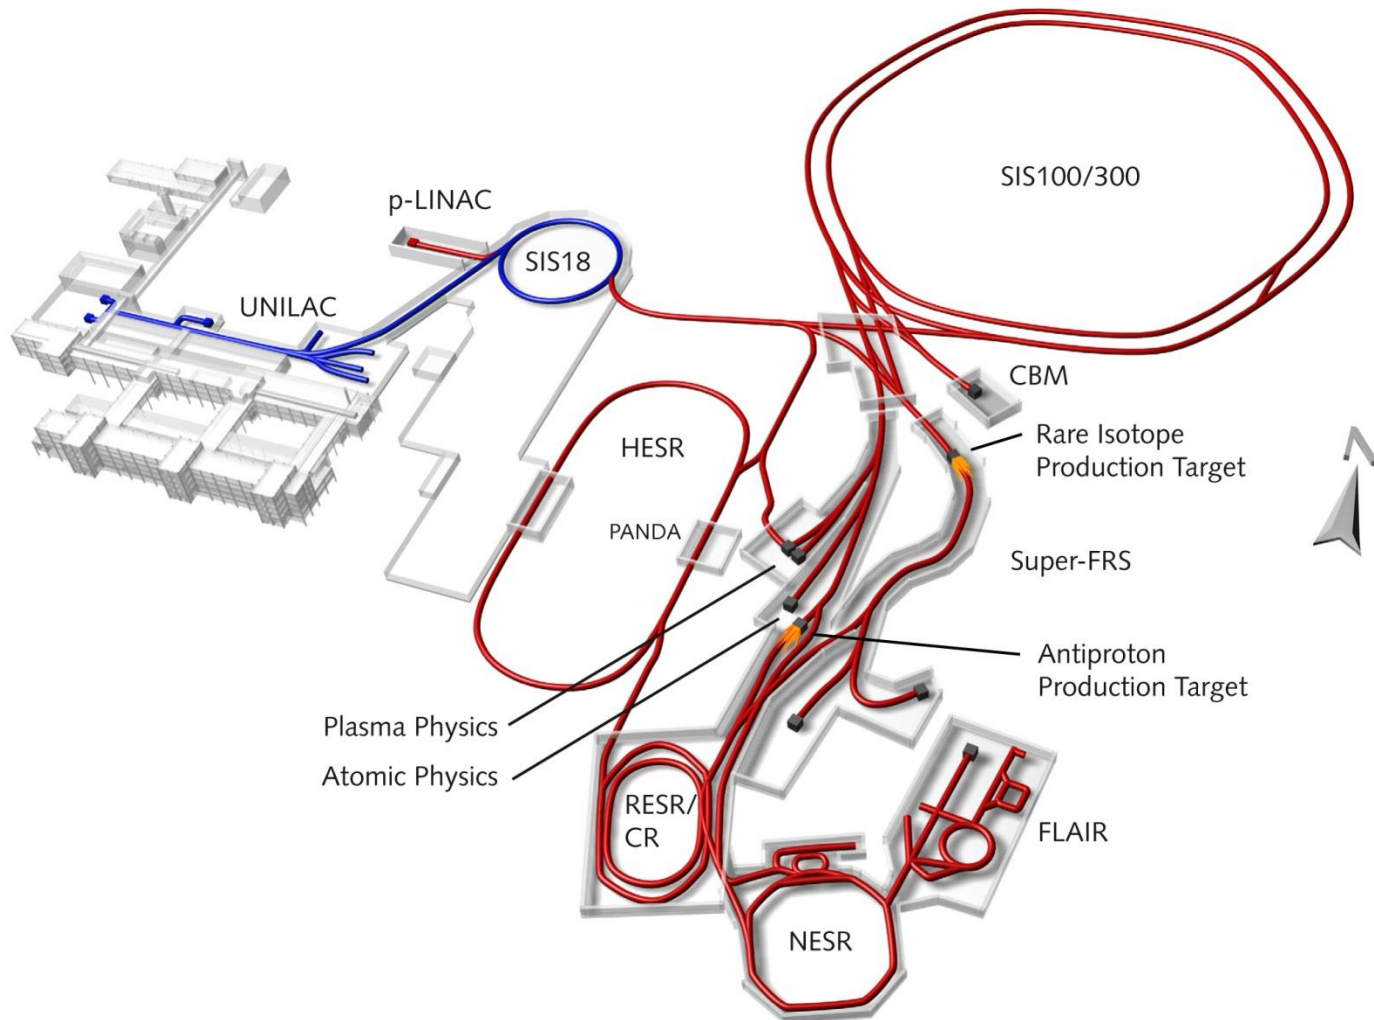 SIS100/300
p-LINAC
SIS18
UNILAC
CBM
HESR
Rare Isotope
Production Target
PANDA
Super-FRS
Antiproton
Production Target
Plasma Physics
Atomic Physics
RESR/
CR
FLAIR
NESR